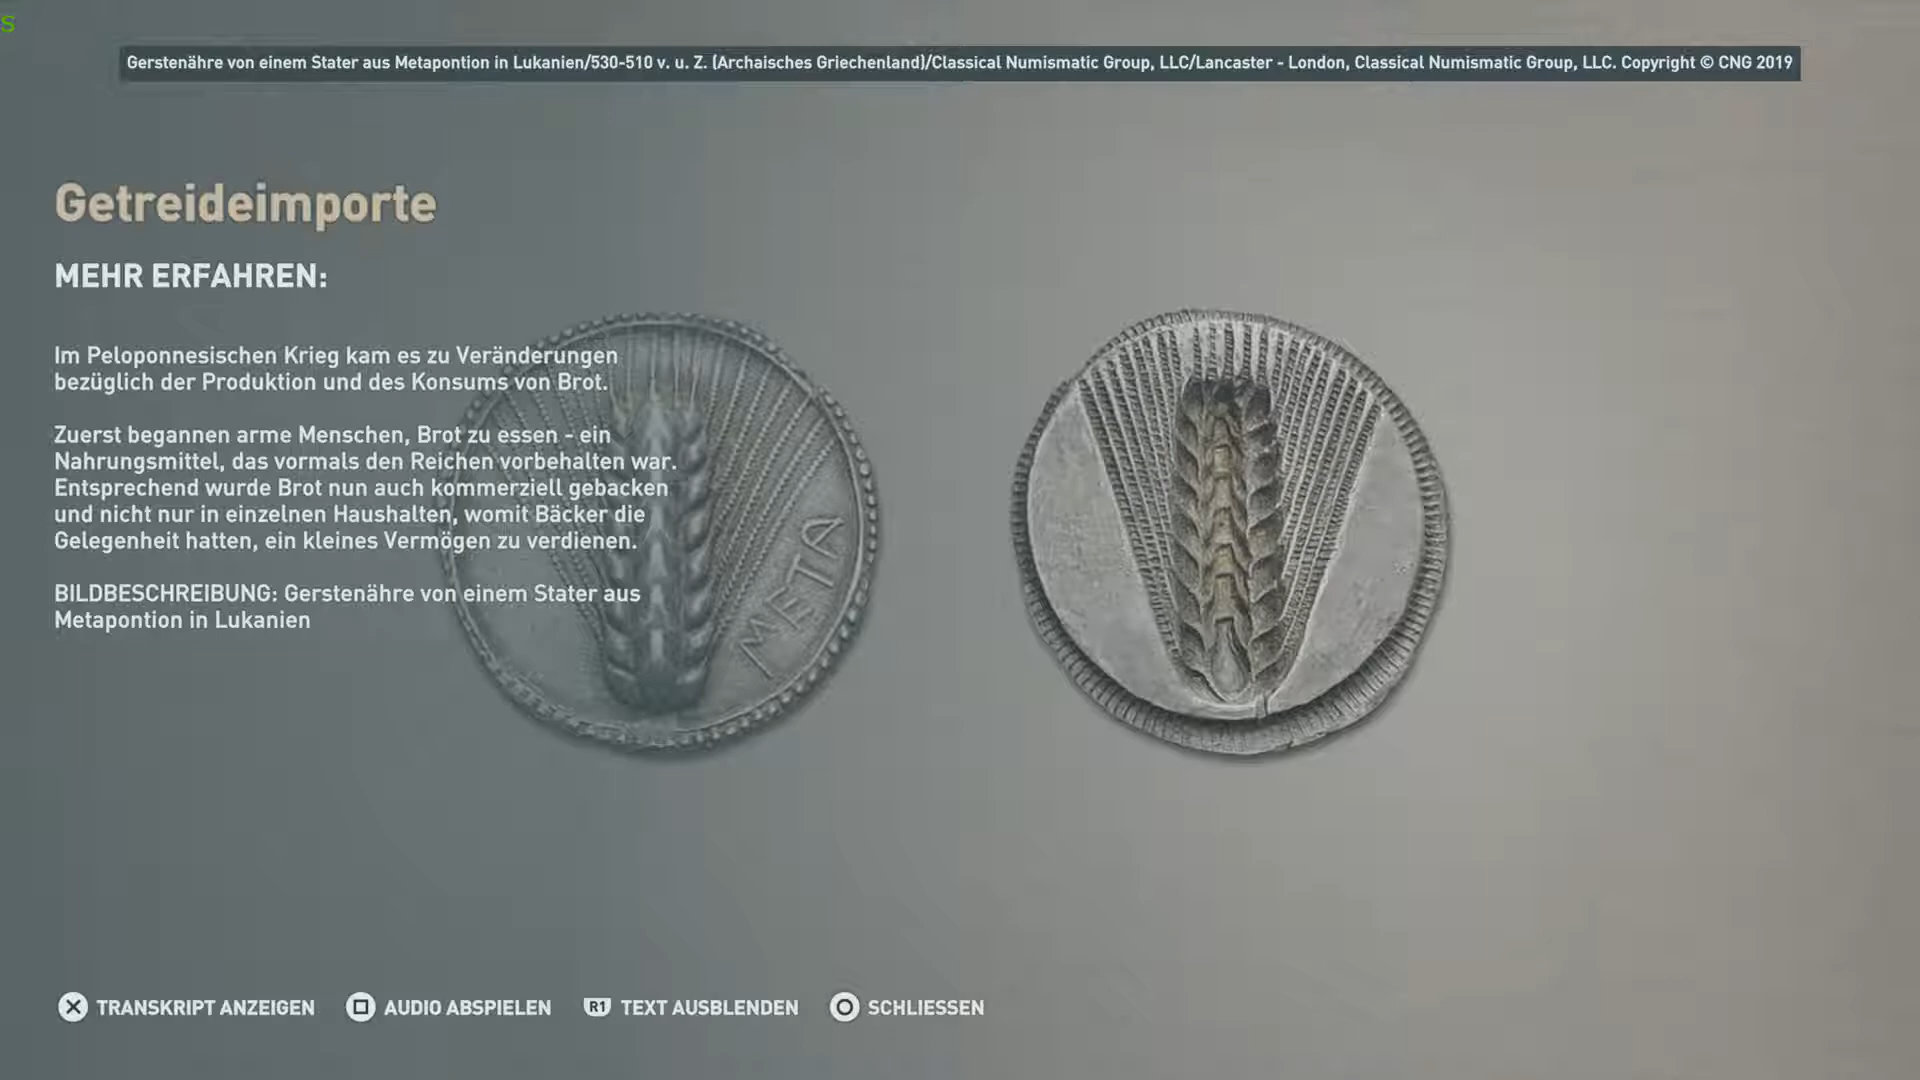 S
Gerstenähre von einem Stater aus Metapontion in Lukanien/530-510 v. u. Z. (Archaisches Griechenland)/Classical Numismatic Group, LLC/Lancaster - London, Classical Numismatic Group, LLC. Copyright © CNG 2019
Getreideimporte
MEHR ERFAHREN:
Im Peloponnesischen Krieg kam es zu Veränderungen
bezüglich der Produktion und des Konsums von Brot.
Zuerst begannen arme Menschen, Brot zu essen - ein
Nahrungsmittel, das vormals den Reichen vorbehalten war.
Entsprechend wurde Brot nun auch kommerziell gebacken
und nicht nur in einzelnen Haushalten, womit Bäcker die
Gelegenheit hatten, ein kleines Vermögen zu verdienen.
BILDBESCHREIBUNG: Gerstenähre von einem Stater aus
Metapontion in Lukanien
META
TRANSKRIPT ANZEIGEN AUDIO ABSPIELEN R1 TEXT AUSBLENDEN SCHLIESSEN